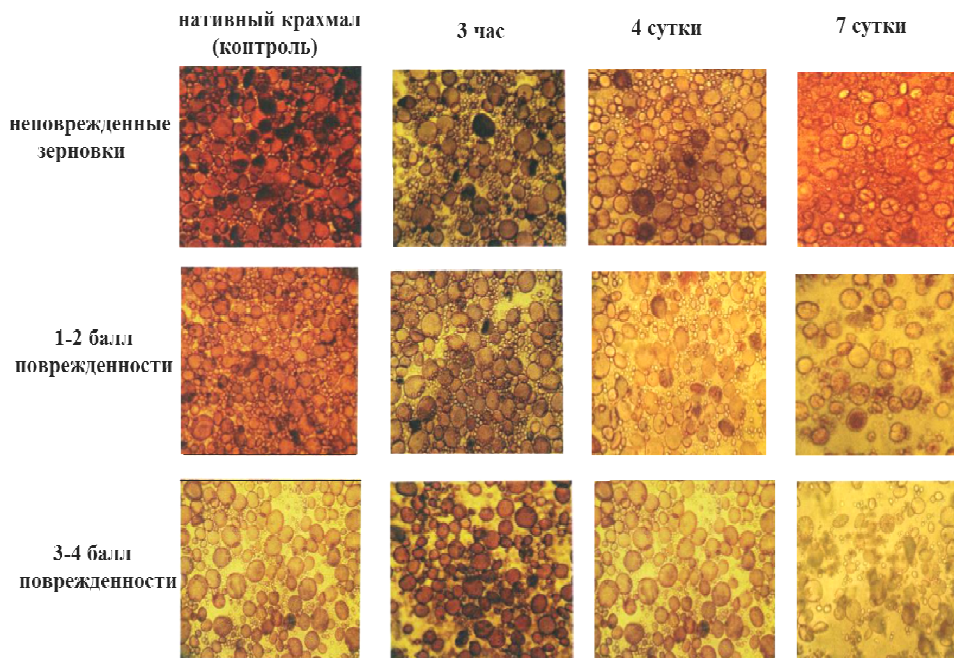 нативный крахмал
(контроль)
3 час
4 сутки
7 сутки
неповрежденные
зерновки
1-2 балл
поврежденности
3-4 балл
поврежденности